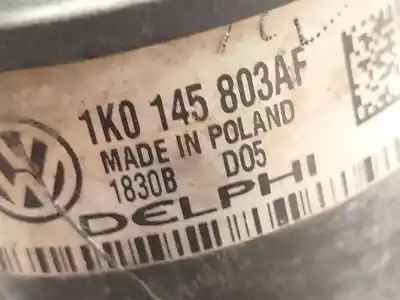 1K0 145 803AF
MADE IN POLAND
1830B D05
DELPHI